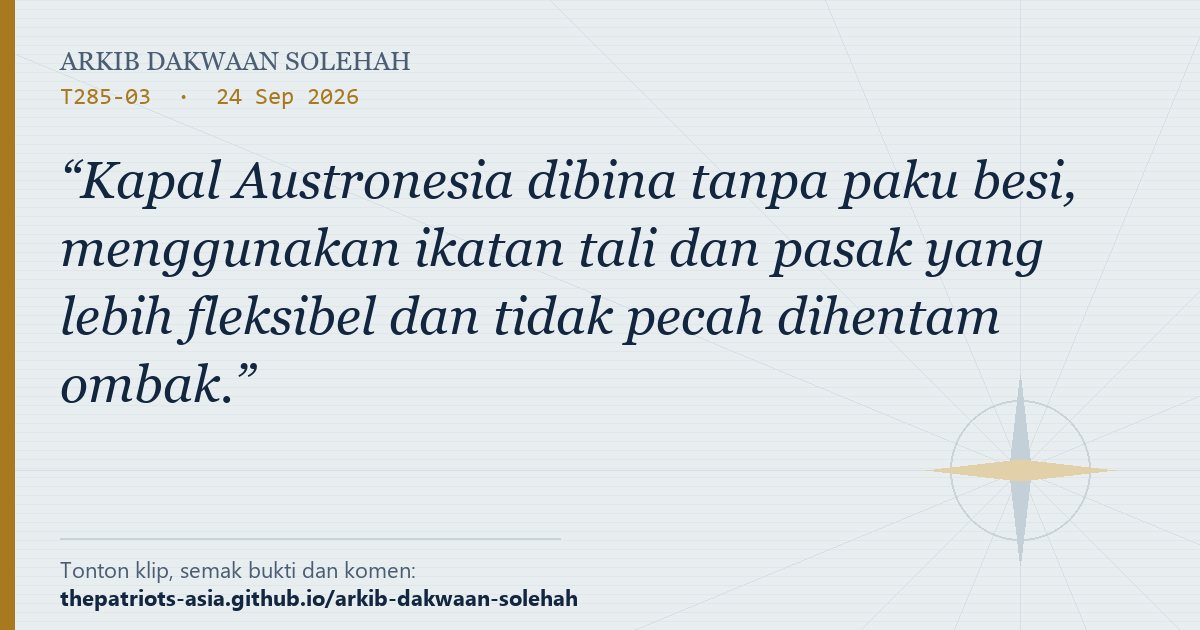 ARKIB DAKWAAN SOLEHAH
T285-03 · 24 Sep 2026
“Kapal Austronesia dibina tanpa paku besi,
menggunakan ikatan tali dan pasak yang
lebih fleksibel dan tidak pecah dihentam
ombak.”
Tonton klip, semak bukti dan komen:
thepatriots-asia.github.io/arkib-dakwaan-solehah